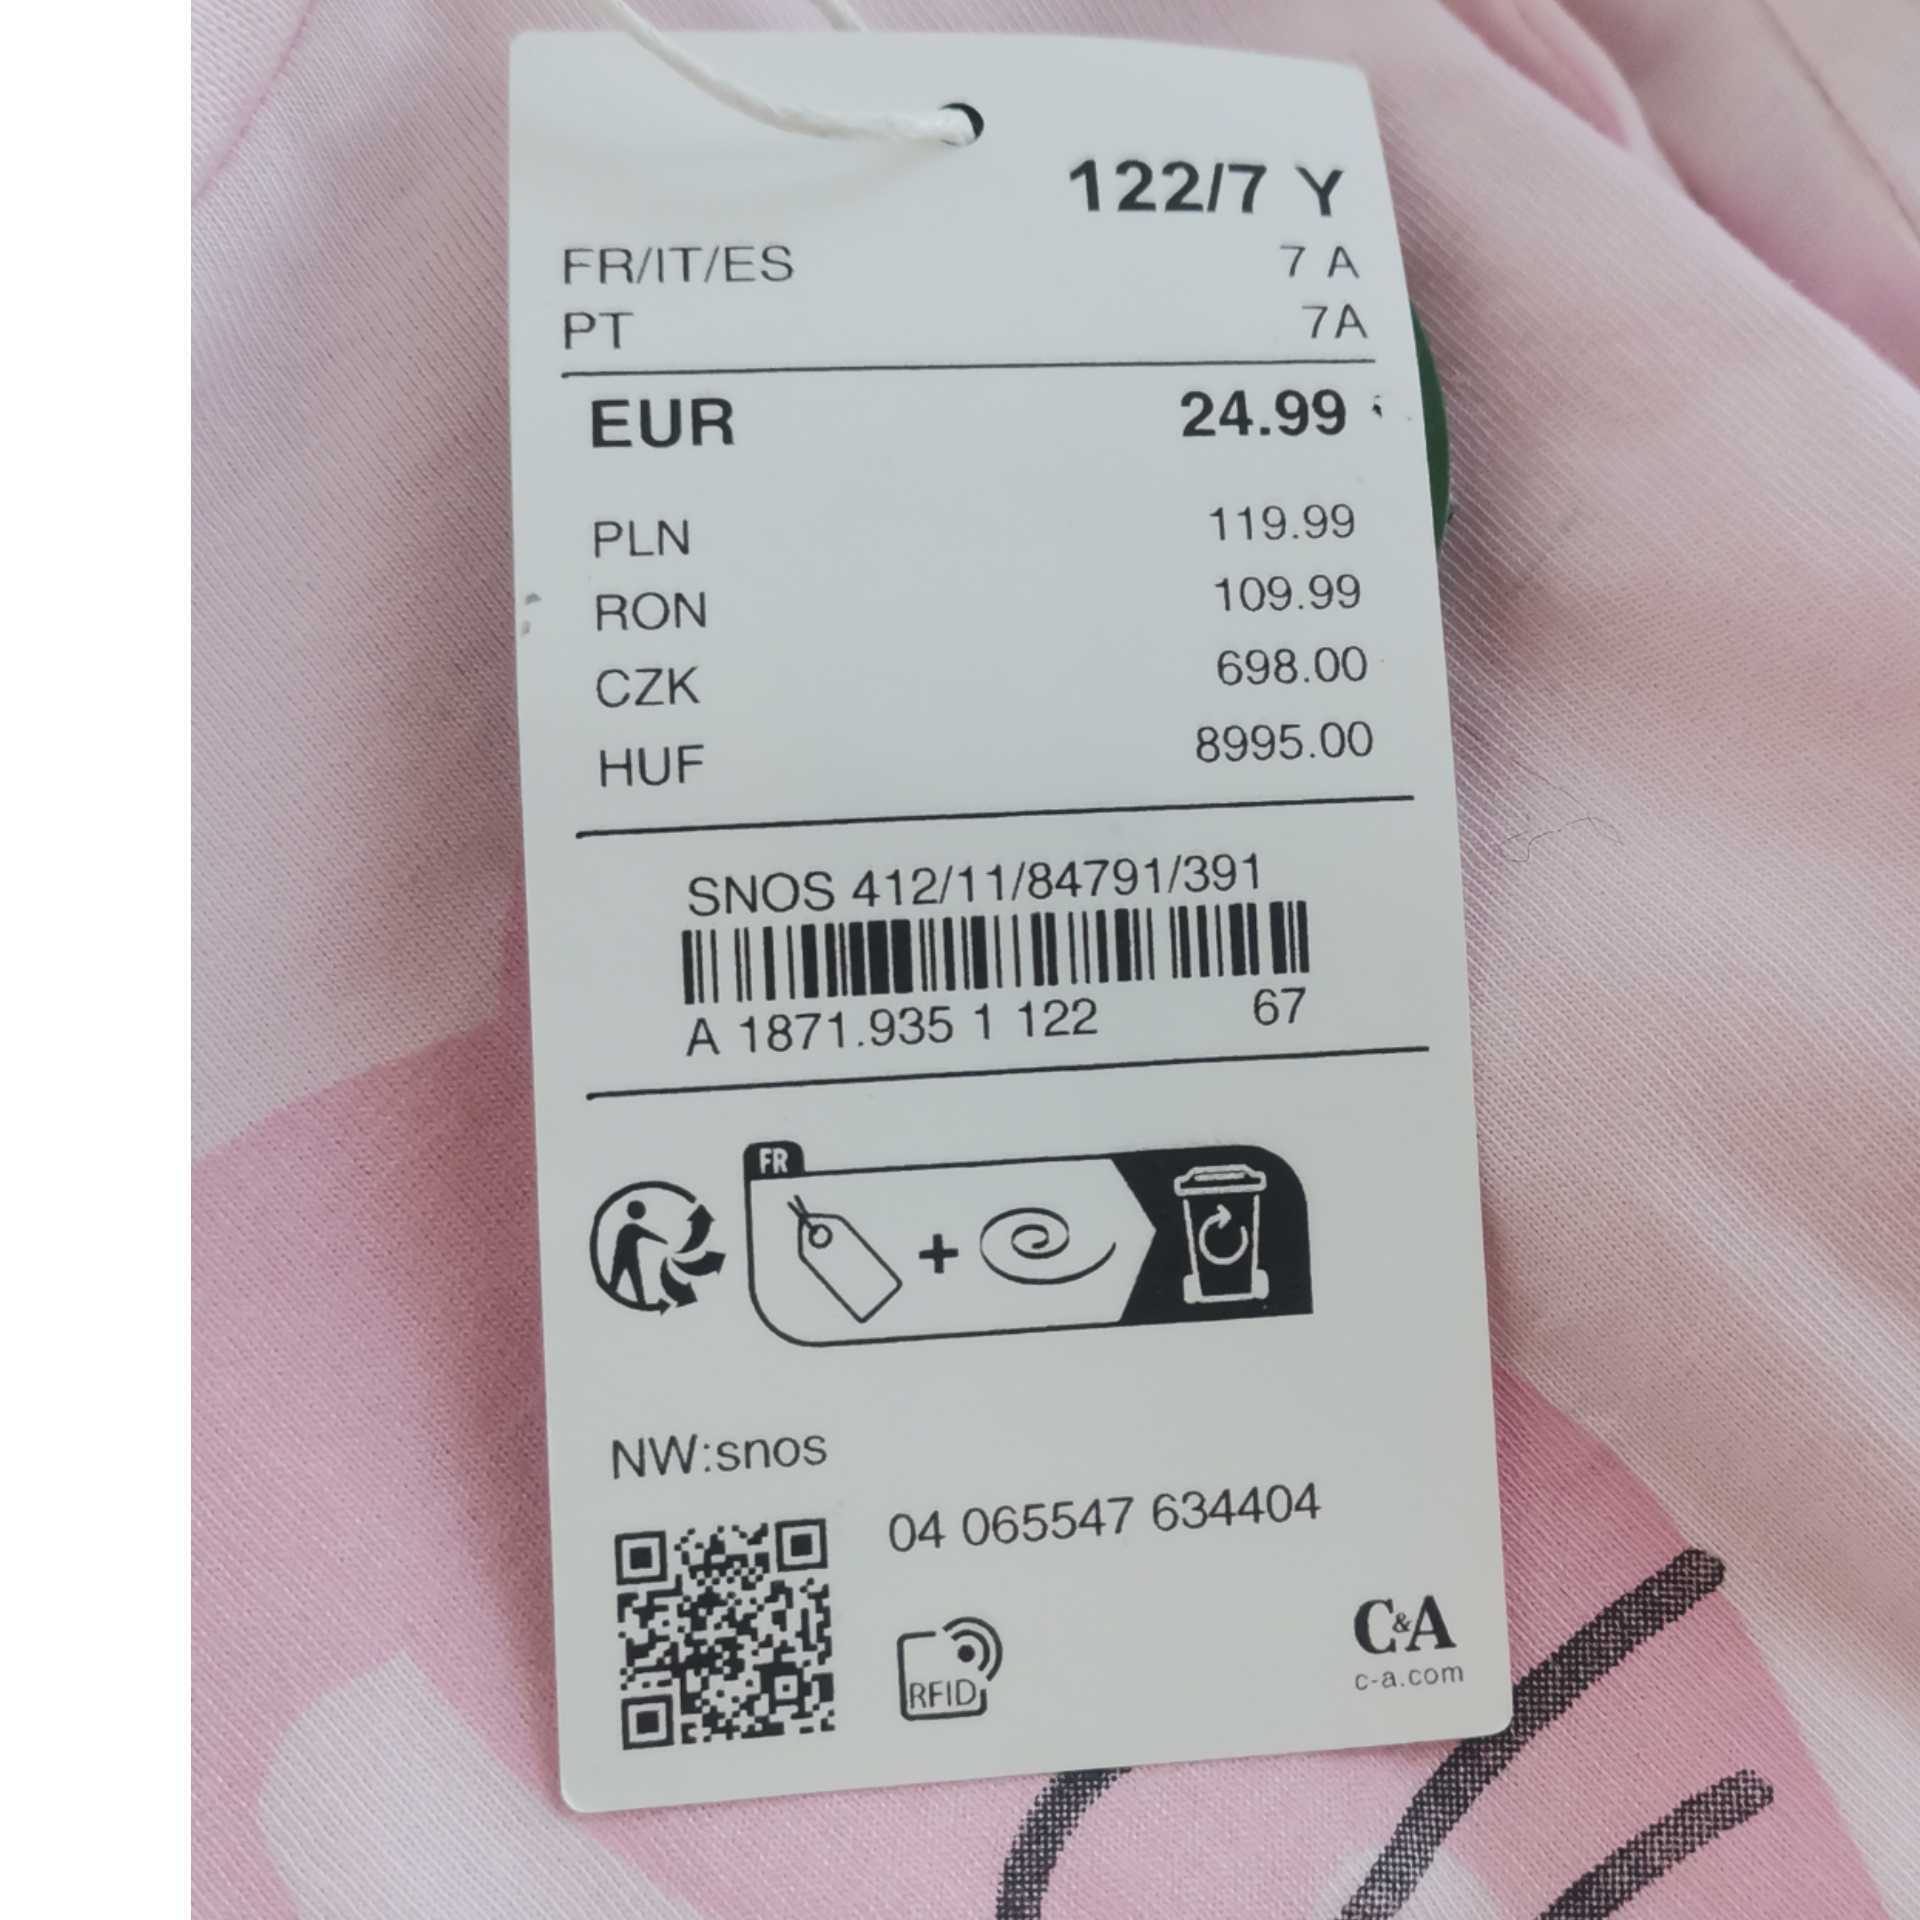 122/7 Y
FR/IT/ES 7 A
PT 7A
EUR 24.99
PLN 119.99
RON 109.99
CZK 698.00
HUF 8995.00
SNOS 412/11/84791/391
A 1871.935 1 122 67
FR
+
NW:snos
04 065547 634404
RFID
C&A
c-a.com